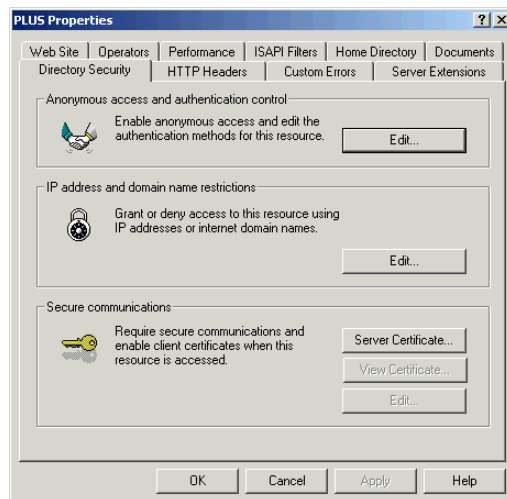 PLUS Properties
Web Site Operators Performance ISAPI Filters Home Directory Documents
Directory Security HTTP Headers Custom Errors Server Extensions
Anonymous access and authentication control
Enable anonymous access and edit the
authentication methods for this resource.
Edit...
IP address and domain name restrictions
Grant or deny access to this resource using
IP addresses or internet domain names.
Edit...
Secure communications
Require secure communications and
enable client certificates when this
resource is accessed.
Server Certificate...
View Certificate...
Edit...
OK Cancel Apply Help